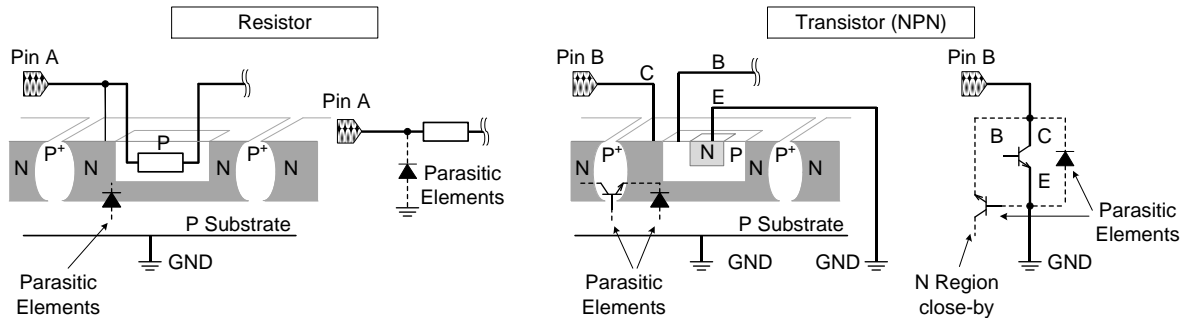 Resistor
Transistor (NPN)
Pin A
Pin B
C
B
E
Pin B
Pin A
N
P+
N
P
N
P+
N
N
P+
N
N
P
N
P+
N
B
C
E
Parasitic
Elements
P Substrate
GND
Parasitic
Elements
P Substrate
GND
GND
Parasitic
Elements
Parasitic
Elements
N Region
close-by
GND